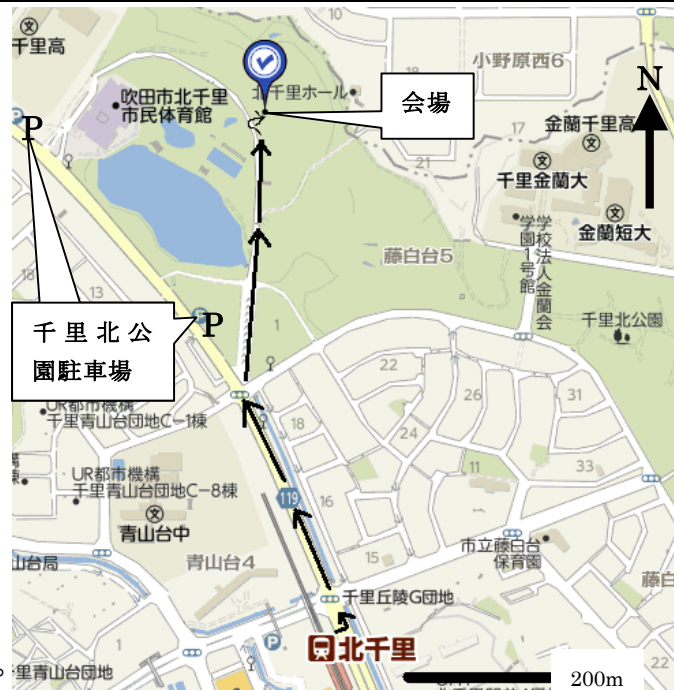 千里高
10
小野原西6
N
北千里ホール
会場
吹田市北千里
市民体育館
P
17
金蘭千里高
21
千里金蘭大
金蘭短大
学校法人金蘭会
学園1号館
藤白台5
18
13
千里北公
園駐車場
P
1
千里北公園
22
26
31
UR都市機構
千里青山台団地C-1棟
18
24
33
UR都市機構
千里青山台団地C-8棟
11
119
16
青山台中
市立藤白台
保育園
山台局
青山台4
15
藤白
千里丘陵G団地
1
P
北千里
22
里青山台団地
200m